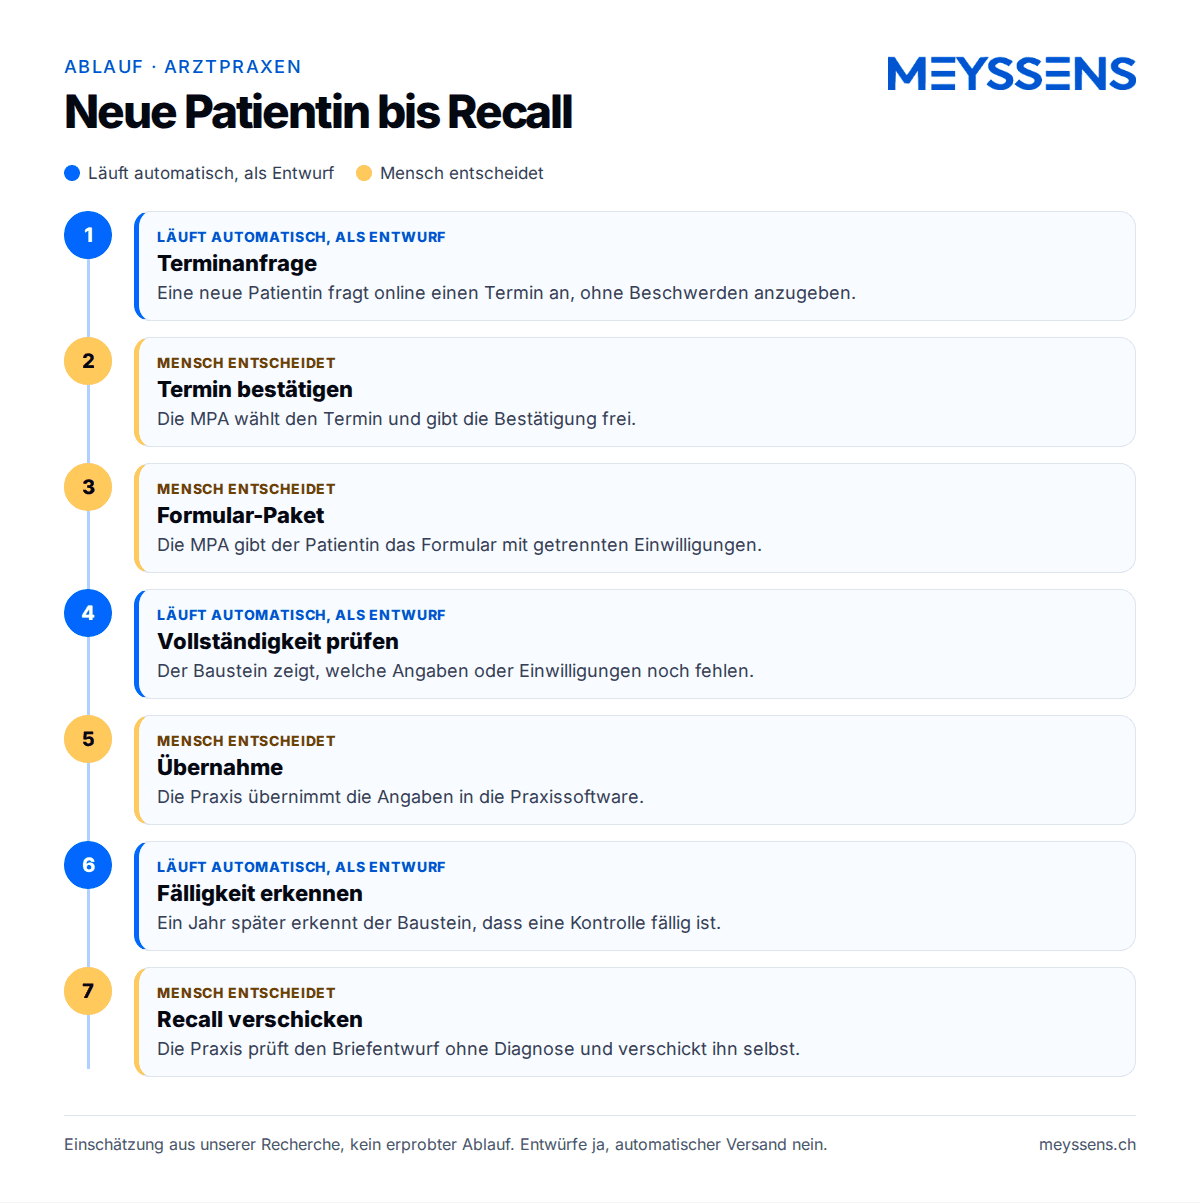 ABLAUF · ARZTPRAXEN
MEYSSENS
Neue Patientin bis Recall
Läuft automatisch, als Entwurf
Mensch entscheidet
1
LÄUFT AUTOMATISCH, ALS ENTWURF
Terminanfrage
Eine neue Patientin fragt online einen Termin an, ohne Beschwerden anzugeben.
2
MENSCH ENTSCHEIDET
Termin bestätigen
Die MPA wählt den Termin und gibt die Bestätigung frei.
3
MENSCH ENTSCHEIDET
Formular-Paket
Die MPA gibt der Patientin das Formular mit getrennten Einwilligungen.
4
LÄUFT AUTOMATISCH, ALS ENTWURF
Vollständigkeit prüfen
Der Baustein zeigt, welche Angaben oder Einwilligungen noch fehlen.
5
MENSCH ENTSCHEIDET
Übernahme
Die Praxis übernimmt die Angaben in die Praxissoftware.
6
LÄUFT AUTOMATISCH, ALS ENTWURF
Fälligkeit erkennen
Ein Jahr später erkennt der Baustein, dass eine Kontrolle fällig ist.
7
MENSCH ENTSCHEIDET
Recall verschicken
Die Praxis prüft den Briefentwurf ohne Diagnose und verschickt ihn selbst.
Einschätzung aus unserer Recherche, kein erprobter Ablauf. Entwürfe ja, automatischer Versand nein.
meyssens.ch